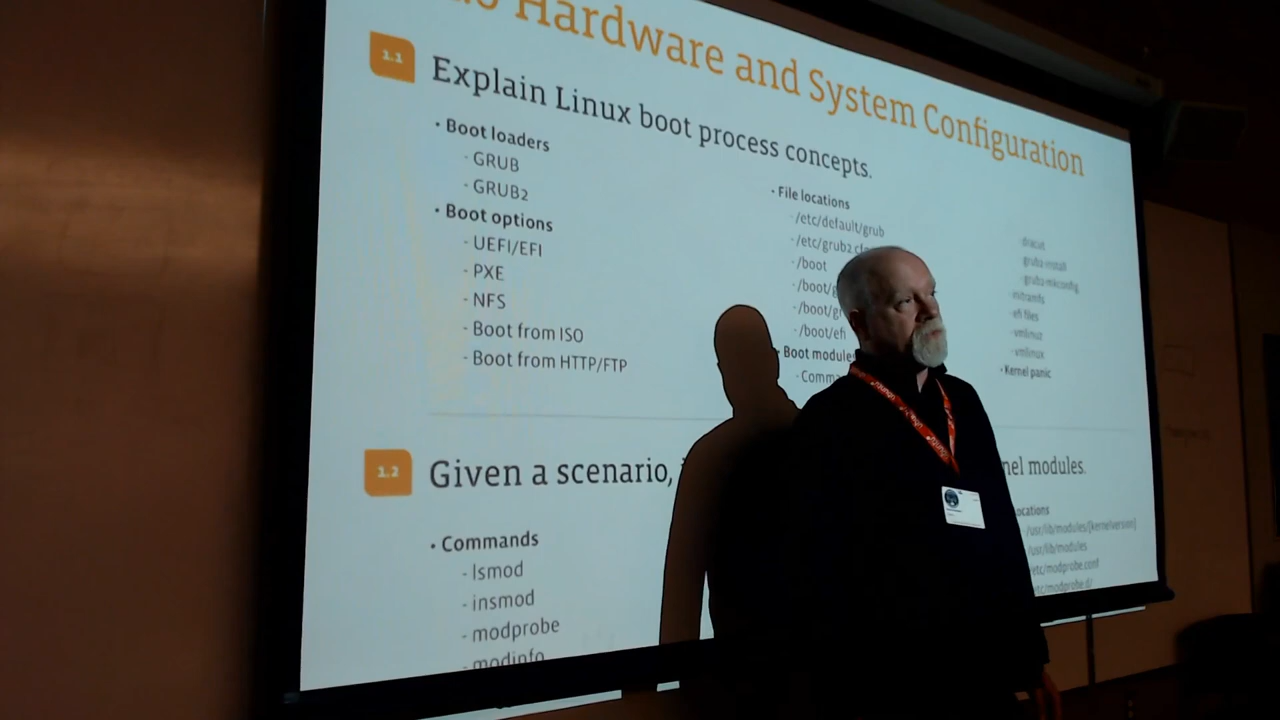 Hardware and System Configuration
1.1
Explain Linux boot process concepts.
• Boot loaders
- GRUB
- GRUB2
• Boot options
- UEFI/EFI
- PXE
- NFS
- Boot from ISO
- Boot from HTTP/FTP
• File locations
- /etc/default/grub
- /etc/grub2.cf
- /boot
- /boot/g
- /boot/gr
- /boot/efi
• Boot module
- Comma
- dracut
- grub2-install
- grub2-mkconfig
- initramfs
- efi files
- vmlinuz
- vmlinux
• Kernel panic
1.2
Given a scenario, nel modules.
• Commands
- lsmod
- insmod
- modprobe
- modinfo
ocations
/usr/lib/modules/[kernelversion]
/usr/lib/modules
etc/modprobe.conf
etc/modprobe.d/